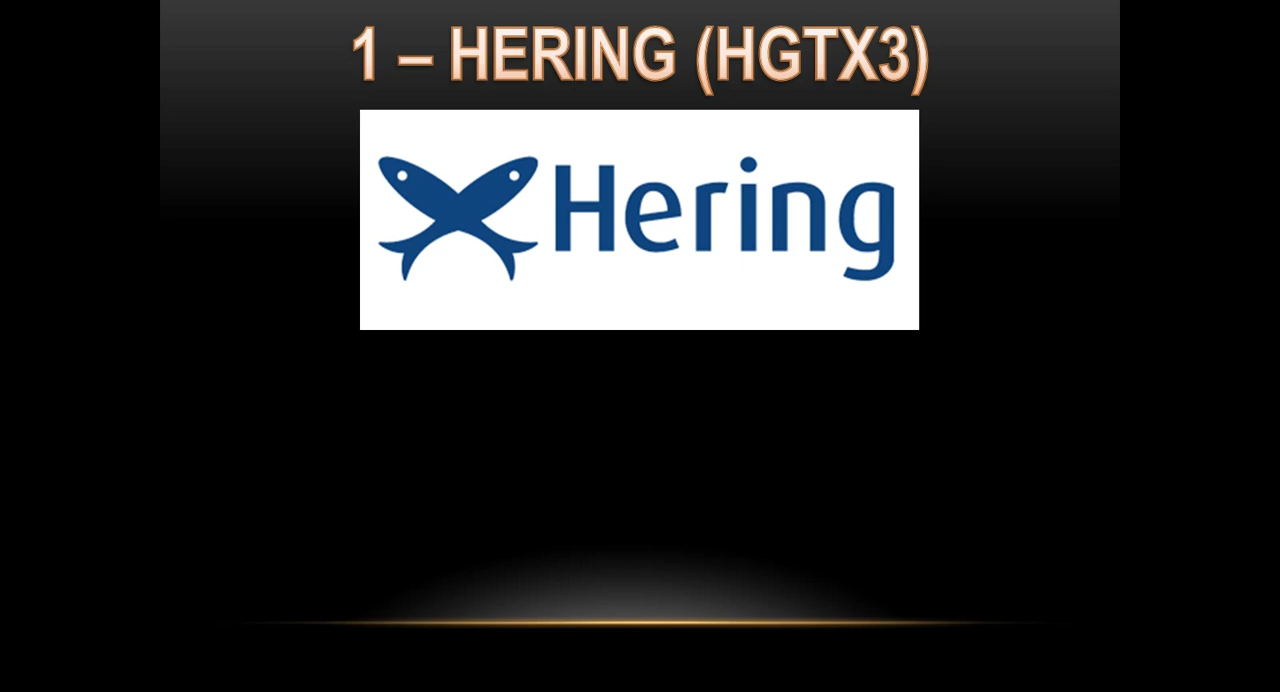 1 – HERING (HGTX3)
Hering